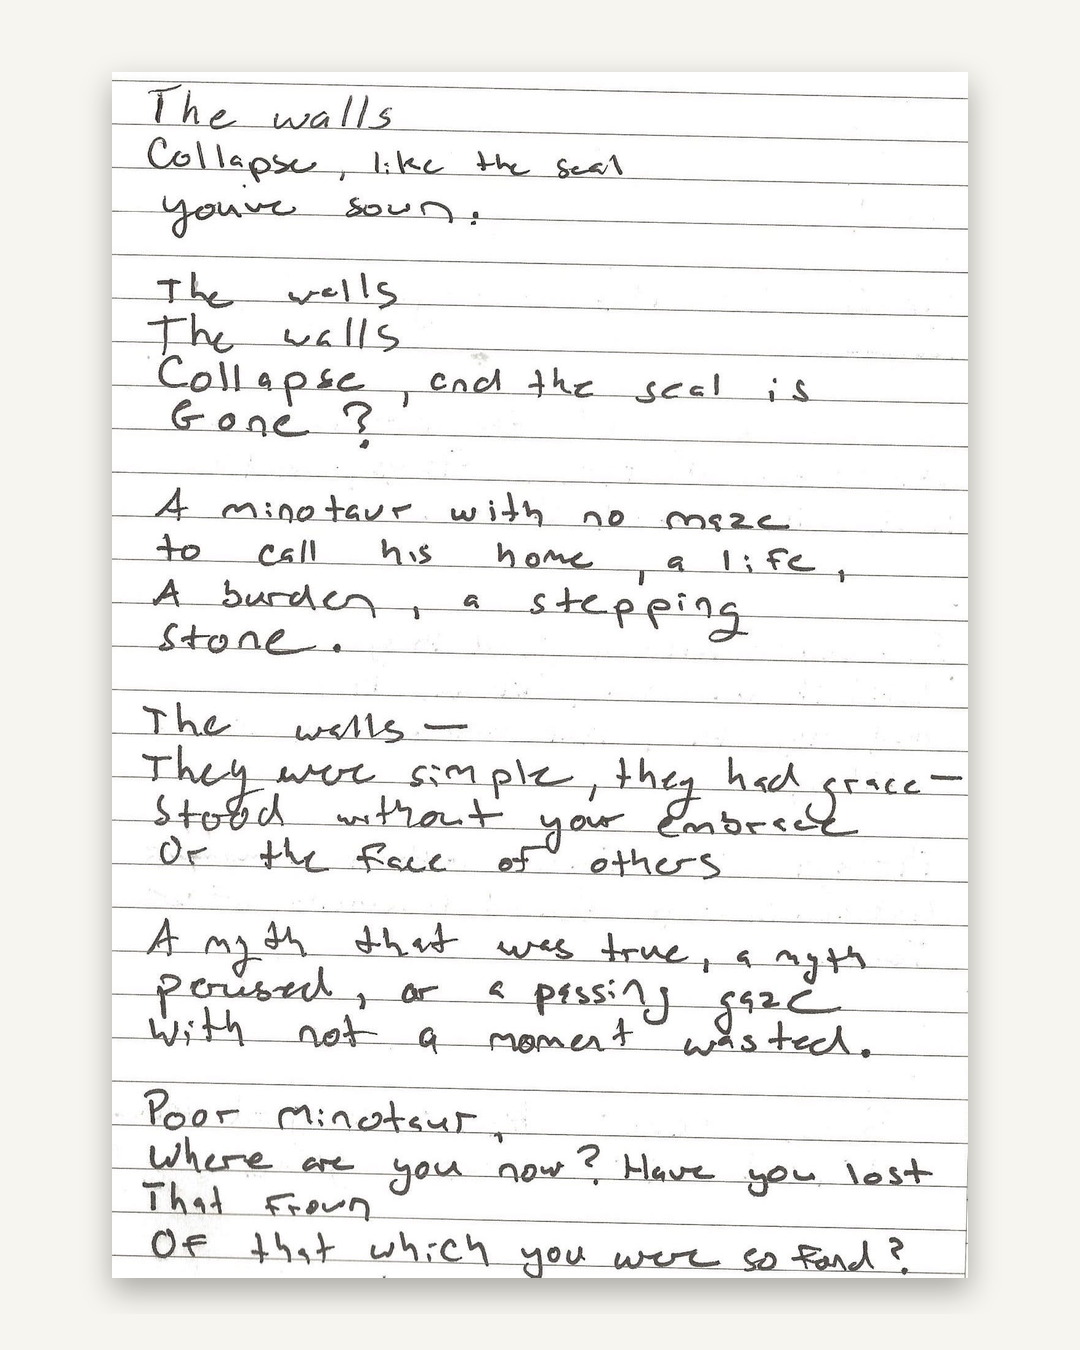 The walls
Collapse, like the seal
you've sown.
The walls
The walls
Collapse, and the seal is
Gone?
A minotaur with no maze
to call his home, a life,
A burden, a stepping
stone.
The walls —
They were simple, they had grace —
Stood without your embrace
Or the face of others
A myth that was true, a myth
perused, or a passing gaze
With not a moment wasted.
Poor Minotaur,
Where are you now? Have you lost
That Frown
Of that which you were so fond?